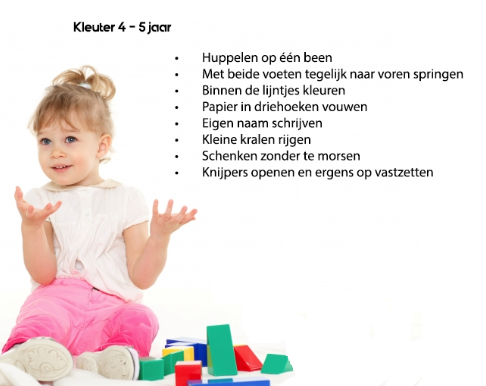 Kleuter 4 - 5 jaar
• Huppelen op één been
• Met beide voeten tegelijk naar voren springen
• Binnen de lijntjes kleuren
• Papier in driehoeken vouwen
• Eigen naam schrijven
• Kleine kralen rijgen
• Schenken zonder te morsen
• Knijpers openen en ergens op vastzetten